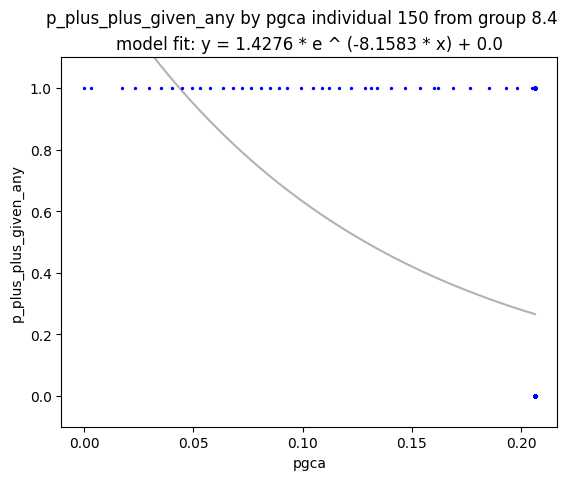 p_plus_plus_given_any by pgca individual 150 from group 8.4
model fit: y = 1.4276 * e ^ (-8.1583 * x) + 0.0
1.0
0.8
0.6
0.4
0.2
0.0
p_plus_plus_given_any
0.00 0.05 0.10 0.15 0.20
pgca